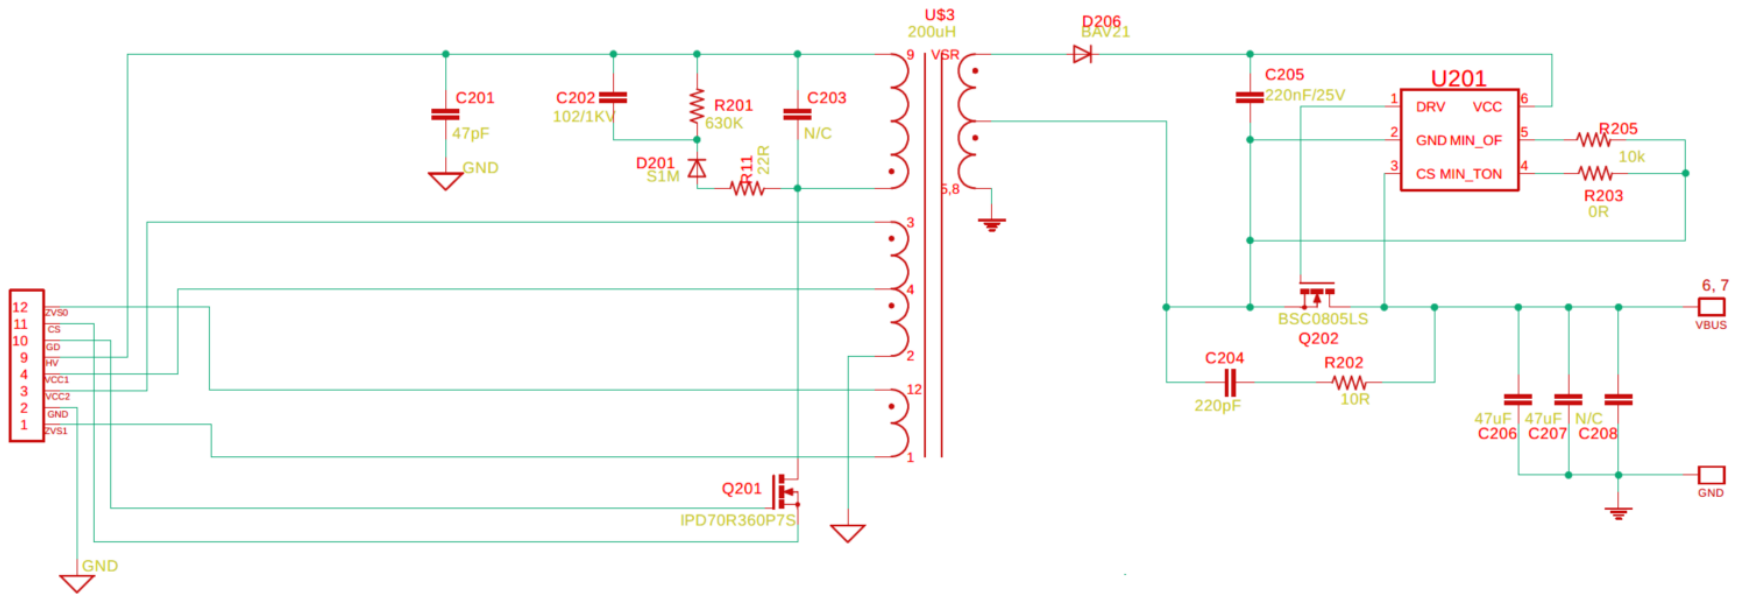 U$3
200uH
9
VSR
D206
BAV21
C201
47pF
GND
C202
102/1KV
R201
630K
C203
N/C
D201
S1M
R11
22R
5,8
C205
220nF/25V
U201
1 DRV VCC 6
2 GND MIN_OF 5
3 CS MIN_TON 4
R205
10k
R203
0R
3
4
2
12
1
12 ZVS0
11 CS
10 GD
9 HV
4 VCC1
3 VCC2
2 GND
1 ZVS1
GND
Q201
IPD70R360P7S
BSC0805LS
Q202
C204
220pF
R202
10R
6, 7
VBUS
47uF 47uF N/C
C206 C207 C208
GND